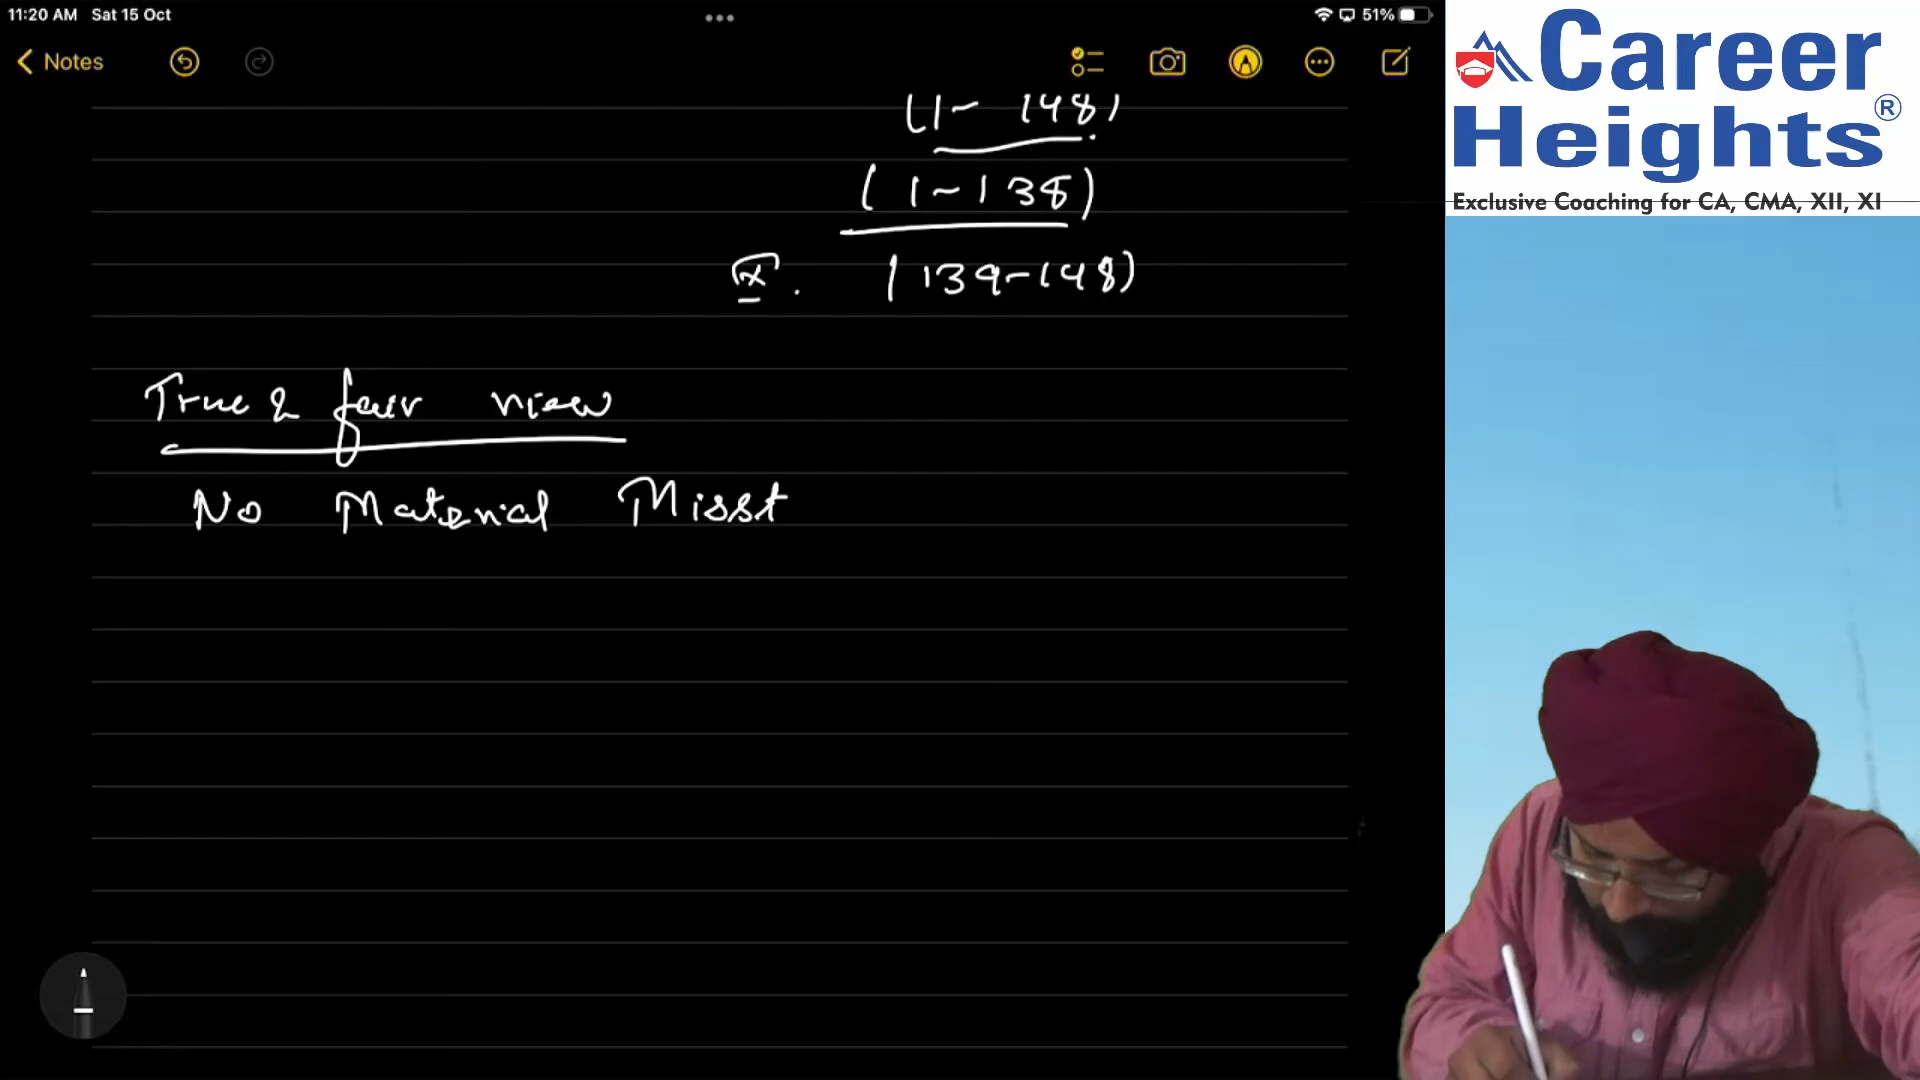 11:20 AM Sat 15 Oct
51%
Notes
(1- 148)
(1-138)
(139-148)
True & fair view
No Material Misst
Career
Heights®
Exclusive Coaching for CA, CMA, XII, XI